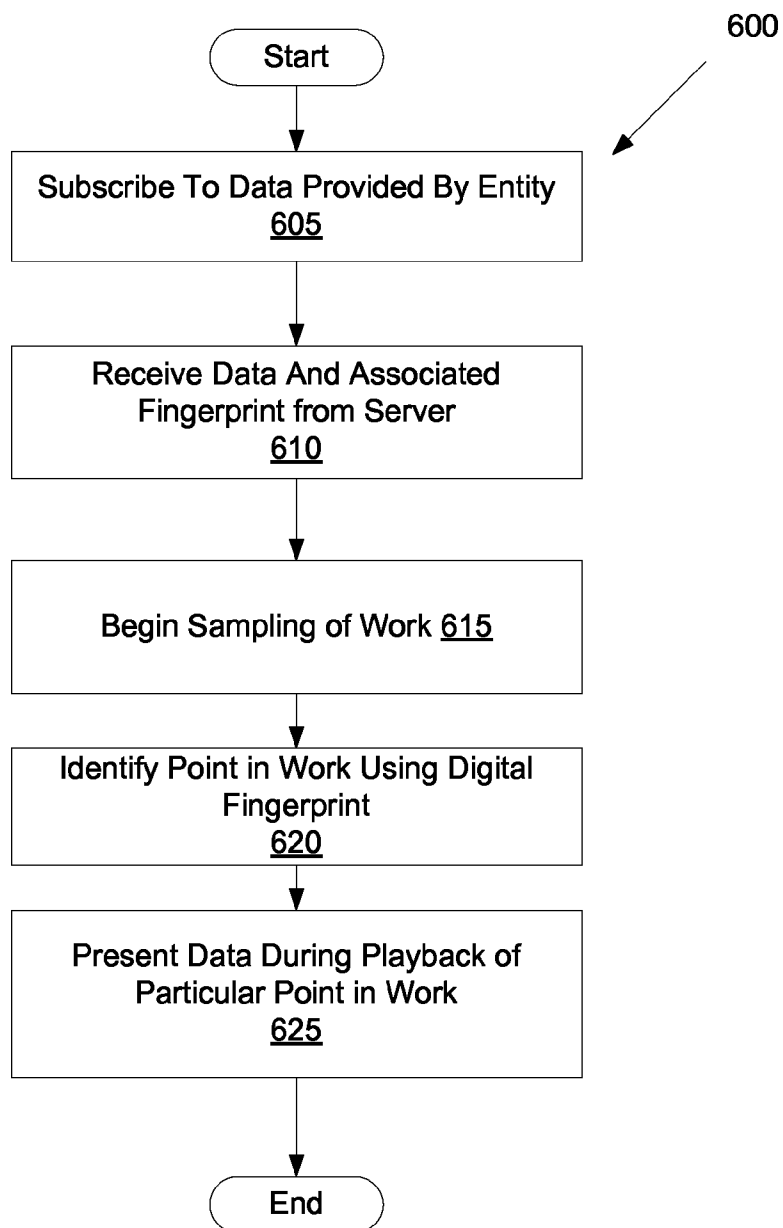 600
Start
Subscribe To Data Provided By Entity
605
Receive Data And Associated
Fingerprint from Server
610
Begin Sampling of Work 615
Identify Point in Work Using Digital
Fingerprint
620
Present Data During Playback of
Particular Point in Work
625
End